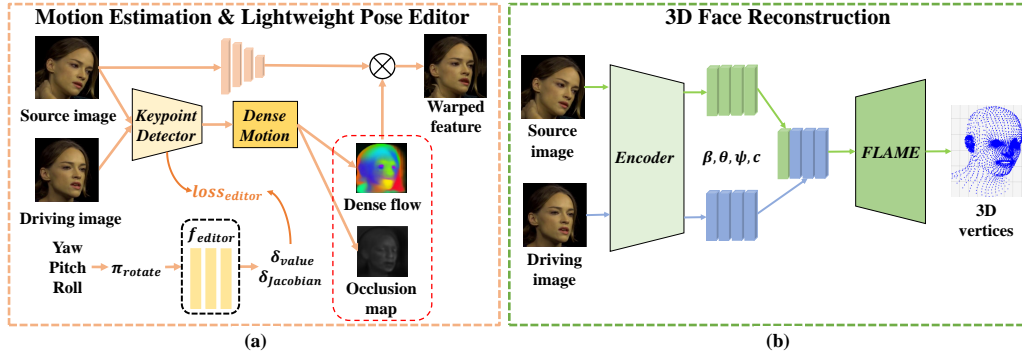 Motion Estimation & Lightweight Pose Editor
Source image
Keypoint
Detector
Dense
Motion
Warped
feature
Driving image
loss_editor
Dense flow
f_editor
Yaw
Pitch
Roll
π_rotate
δ_value
δ_Jacobian
Occlusion
map
(a)
3D Face Reconstruction
Source
image
Encoder
β, θ, ψ, c
FLAME
3D
vertices
Driving
image
(b)